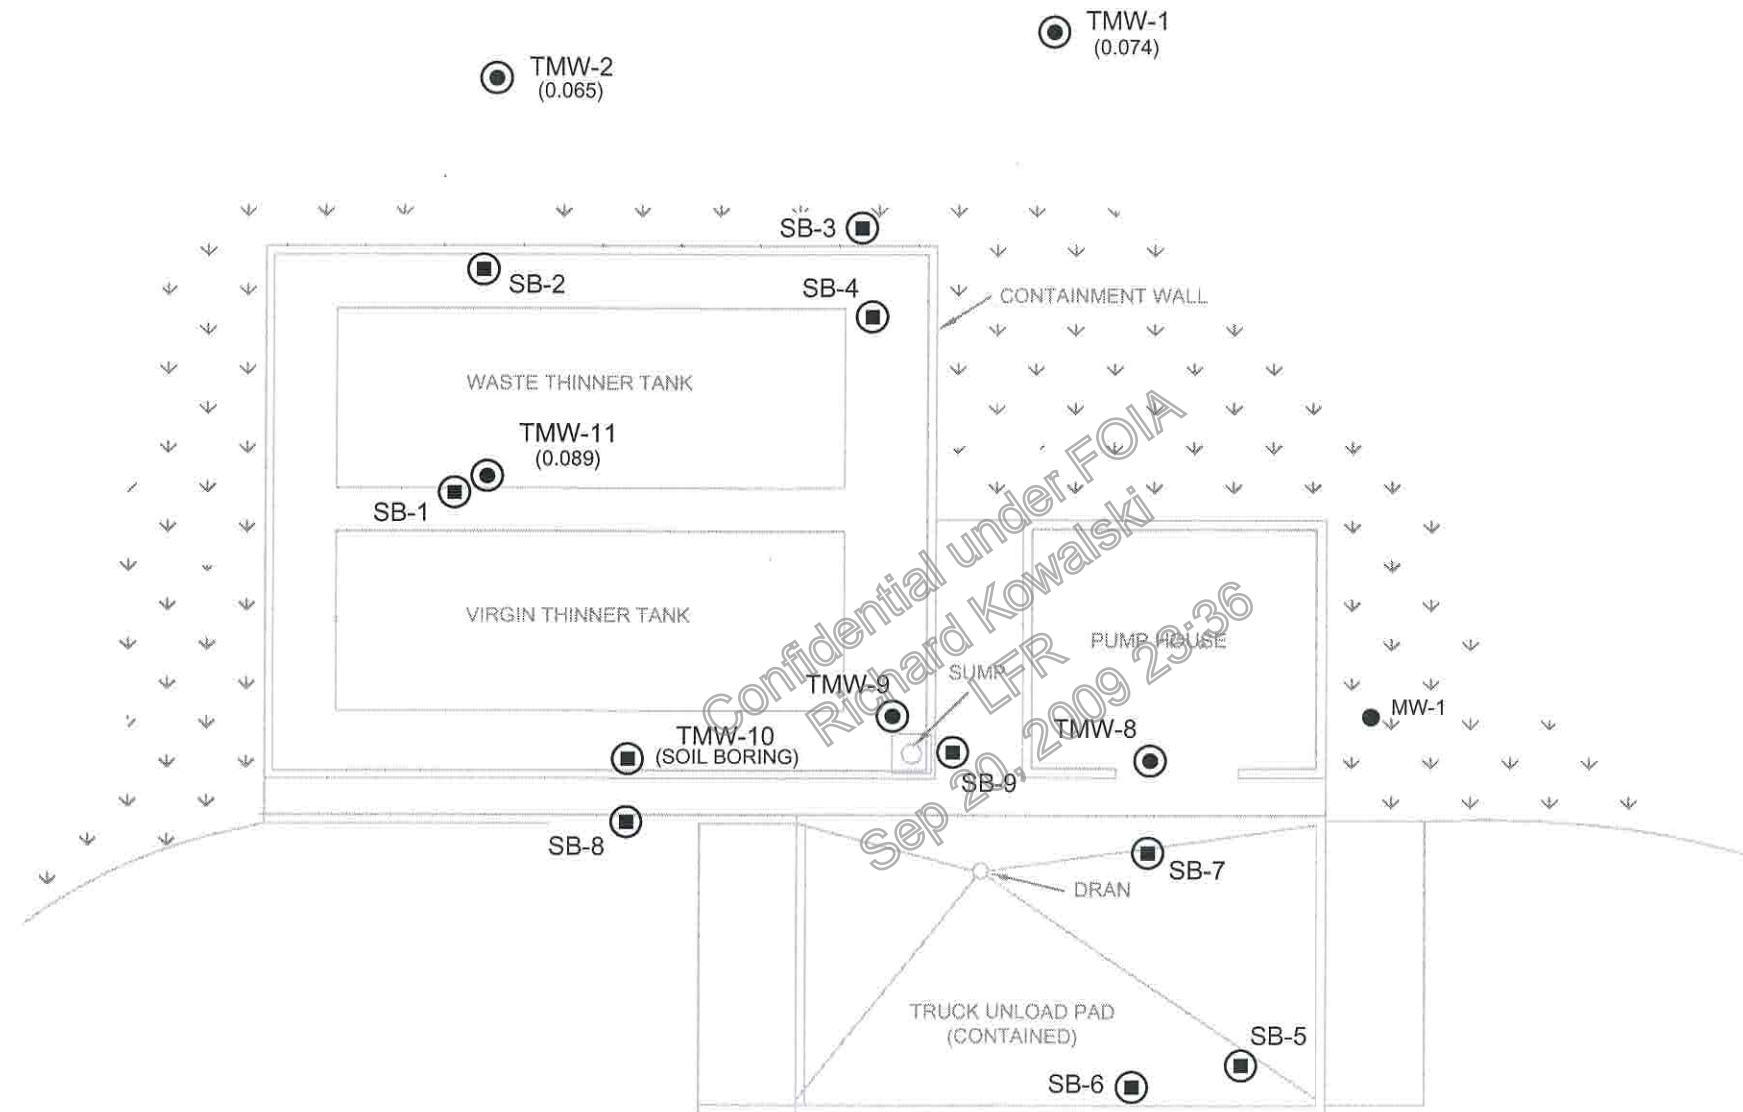 TMW-1
(0.074)
TMW-2
(0.065)
SB-3
SB-2
SB-4
CONTAINMENT WALL
WASTE THINNER TANK
TMW-11
(0.089)
SB-1
VIRGIN THINNER TANK
PUMP HOUSE
SUMP
TMW-9
MW-1
TMW-10
(SOIL BORING)
TMW-8
SB-9
SB-8
SB-7
DRAN
TRUCK UNLOAD PAD
(CONTAINED)
SB-5
SB-6
Confidential under FOIA
Richard Kowalski
LFR
Sep 20, 2009 23:36